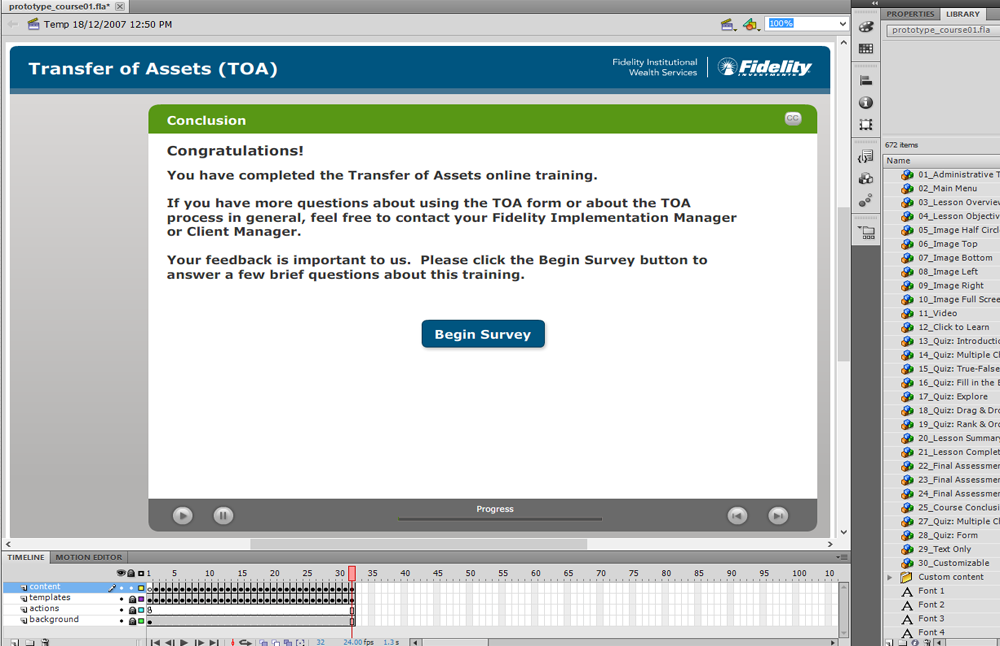 prototype_course01.fla*
Temp 18/12/2007 12:50 PM
100%
Transfer of Assets (TOA)
Fidelity Institutional
Wealth Services
Fidelity
INVESTMENTS
Conclusion
CC
Congratulations!
You have completed the Transfer of Assets online training.
If you have more questions about using the TOA form or about the TOA
process in general, feel free to contact your Fidelity Implementation Manager
or Client Manager.
Your feedback is important to us. Please click the Begin Survey button to
answer a few brief questions about this training.
Begin Survey
Progress
TIMELINE
MOTION EDITOR
1 5 10 15 20 25 30 35 40 45 50 55 60 65 70 75 80 85 90 95 100 10
content
templates
actions
background
32
24.00 fps
1.3 s
PROPERTIES
LIBRARY
prototype_course01.fla
672 items
Name
01_Administrative T
02_Main Menu
03_Lesson Overview
04_Lesson Objectiv
05_Image Half Circl
06_Image Top
07_Image Bottom
08_Image Left
09_Image Right
10_Image Full Scree
11_Video
12_Click to Learn
13_Quiz: Introductio
14_Quiz: Multiple Cl
15_Quiz: True-False
16_Quiz: Fill in the B
17_Quiz: Explore
18_Quiz: Drag & Dr
19_Quiz: Rank & Ord
20_Lesson Summar
21_Lesson Complet
22_Final Assessmer
23_Final Assessmer
24_Final Assessmer
25_Course Conclusi
27_Quiz: Multiple Cl
28_Quiz: Form
29_Text Only
30_Customizable
Custom content
Font 1
Font 2
Font 3
Font 4